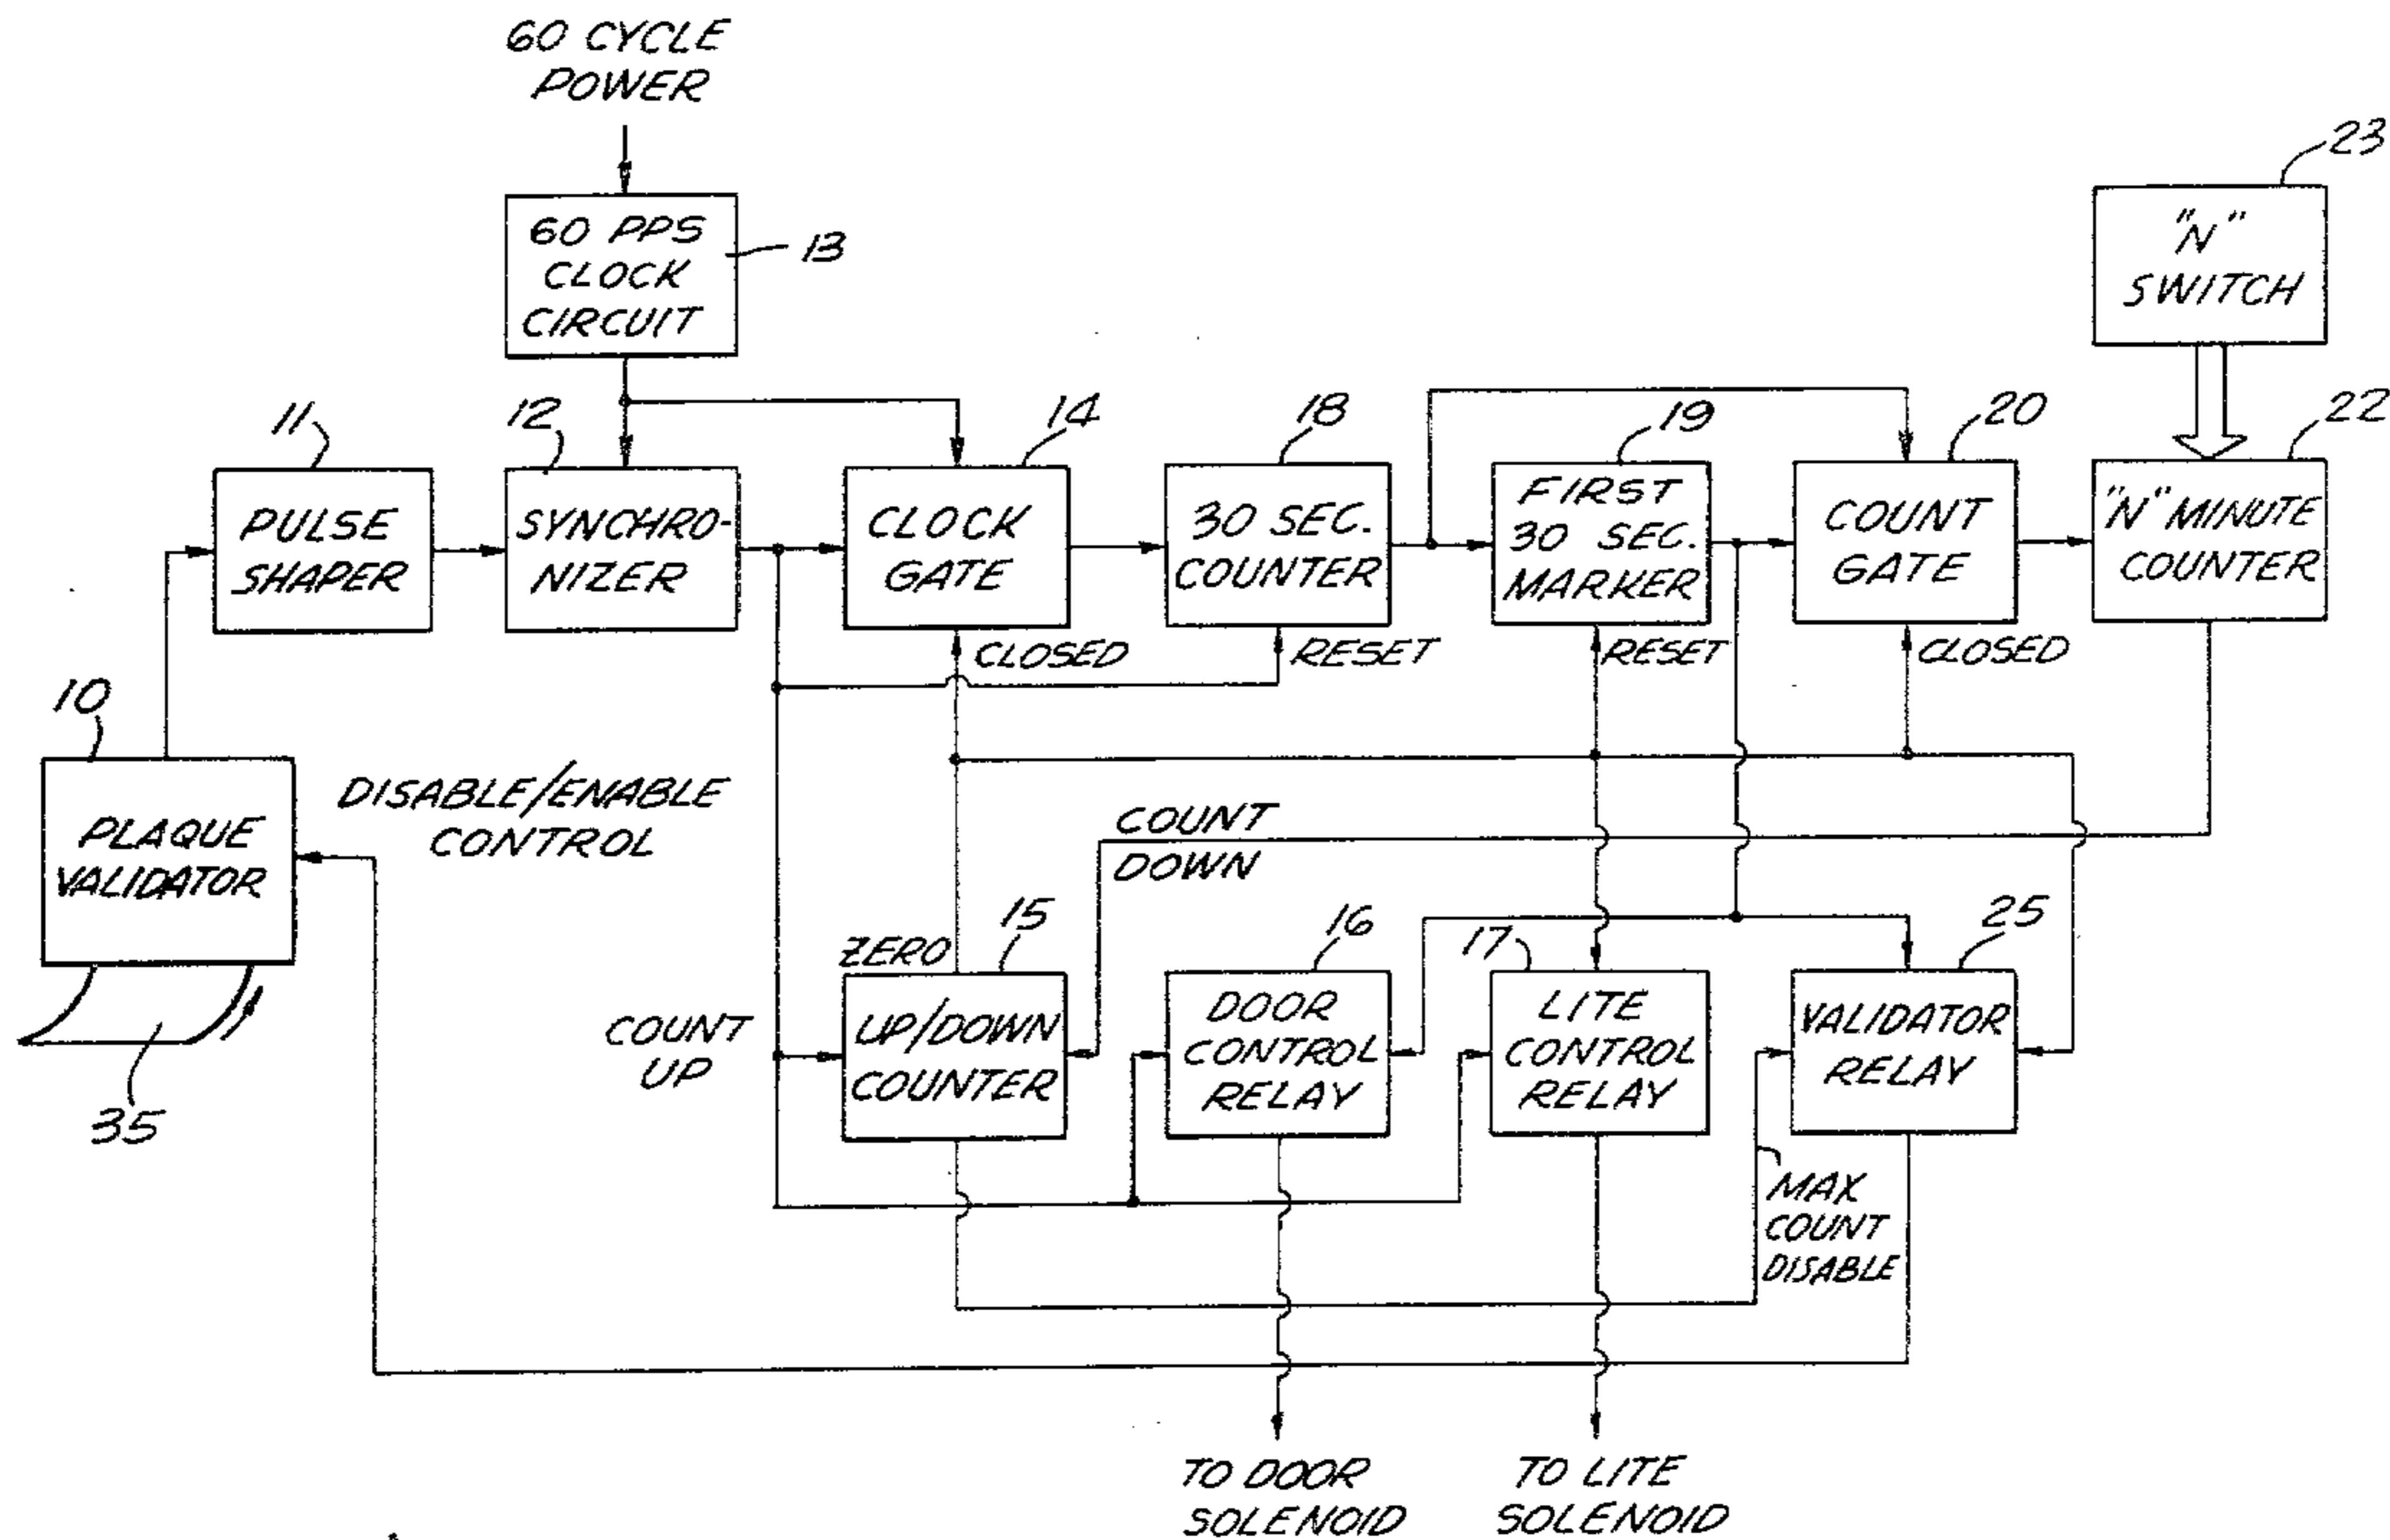 60 CYCLE
POWER
60 PPS
CLOCK
CIRCUIT
13
23
"N"
SWITCH
11
12
14
18
19
20
22
PULSE
SHAPER
SYNCHRO-
NIZER
CLOCK
GATE
30 SEC.
COUNTER
FIRST
30 SEC.
MARKER
COUNT
GATE
"N" MINUTE
COUNTER
CLOSED
RESET
RESET
CLOSED
10
PLAQUE
VALIDATOR
DISABLE/ENABLE
CONTROL
COUNT
DOWN
35
ZERO
15
16
17
25
COUNT
UP
UP/DOWN
COUNTER
DOOR
CONTROL
RELAY
LITE
CONTROL
RELAY
VALIDATOR
RELAY
MAX
COUNT
DISABLE
TO DOOR
SOLENOID
TO LITE
SOLENOID